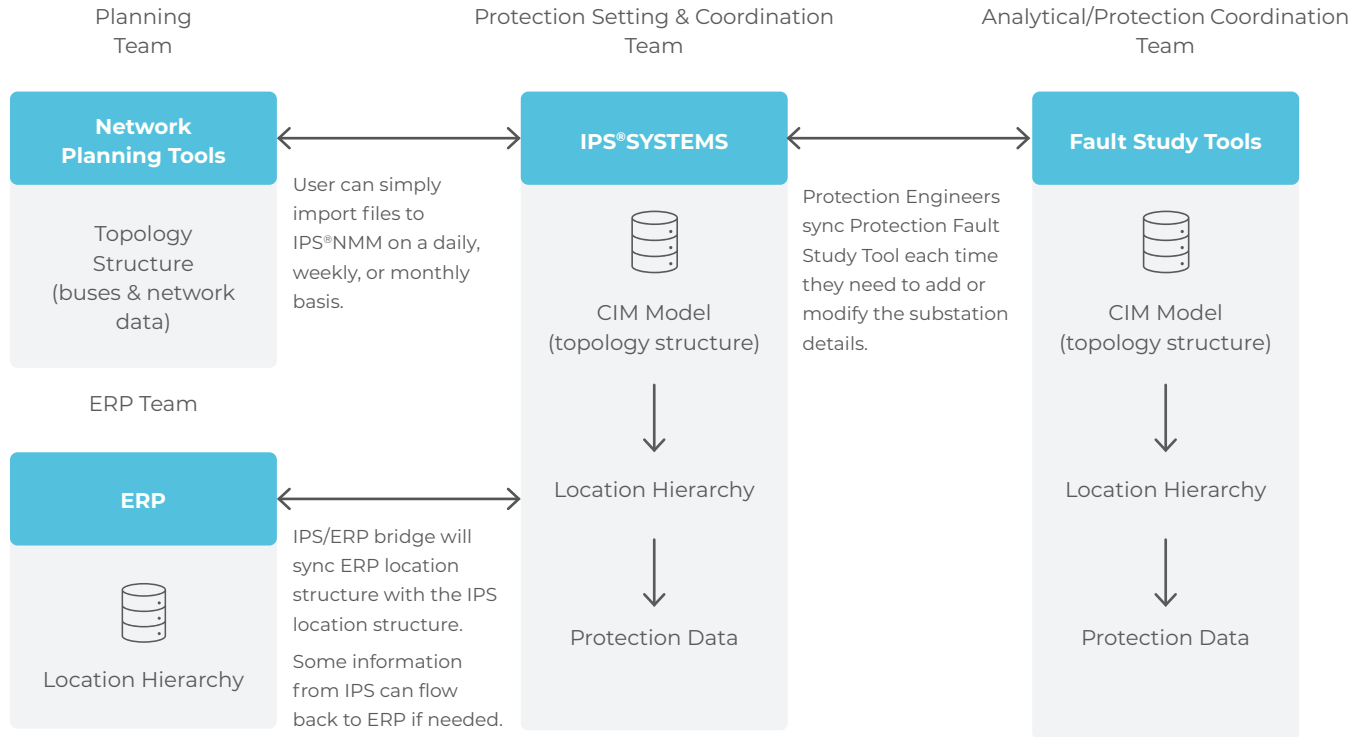 Planning
Team
Protection Setting & Coordination
Team
Analytical/Protection Coordination
Team
Network
Planning Tools
Topology
Structure
(buses & network
data)
User can simply
import files to
IPS®NMM on a daily,
weekly, or monthly
basis.
IPS®SYSTEMS
CIM Model
(topology structure)
Location Hierarchy
Protection Data
Protection Engineers
sync Protection Fault
Study Tool each time
they need to add or
modify the substation
details.
Fault Study Tools
CIM Model
(topology structure)
Location Hierarchy
Protection Data
ERP Team
ERP
Location Hierarchy
IPS/ERP bridge will
sync ERP location
structure with the IPS
location structure.
Some information
from IPS can flow
back to ERP if needed.